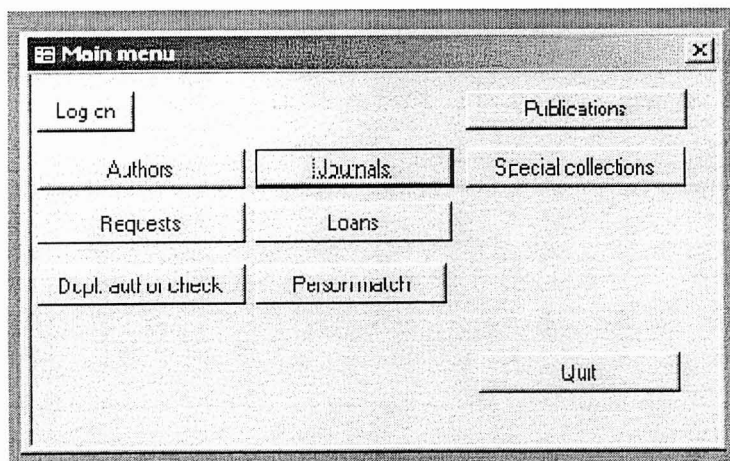 Main menu
Log on
Publications
Authors
Journals
Special collections
Requests
Loans
Dupl. author check
Person match
Quit